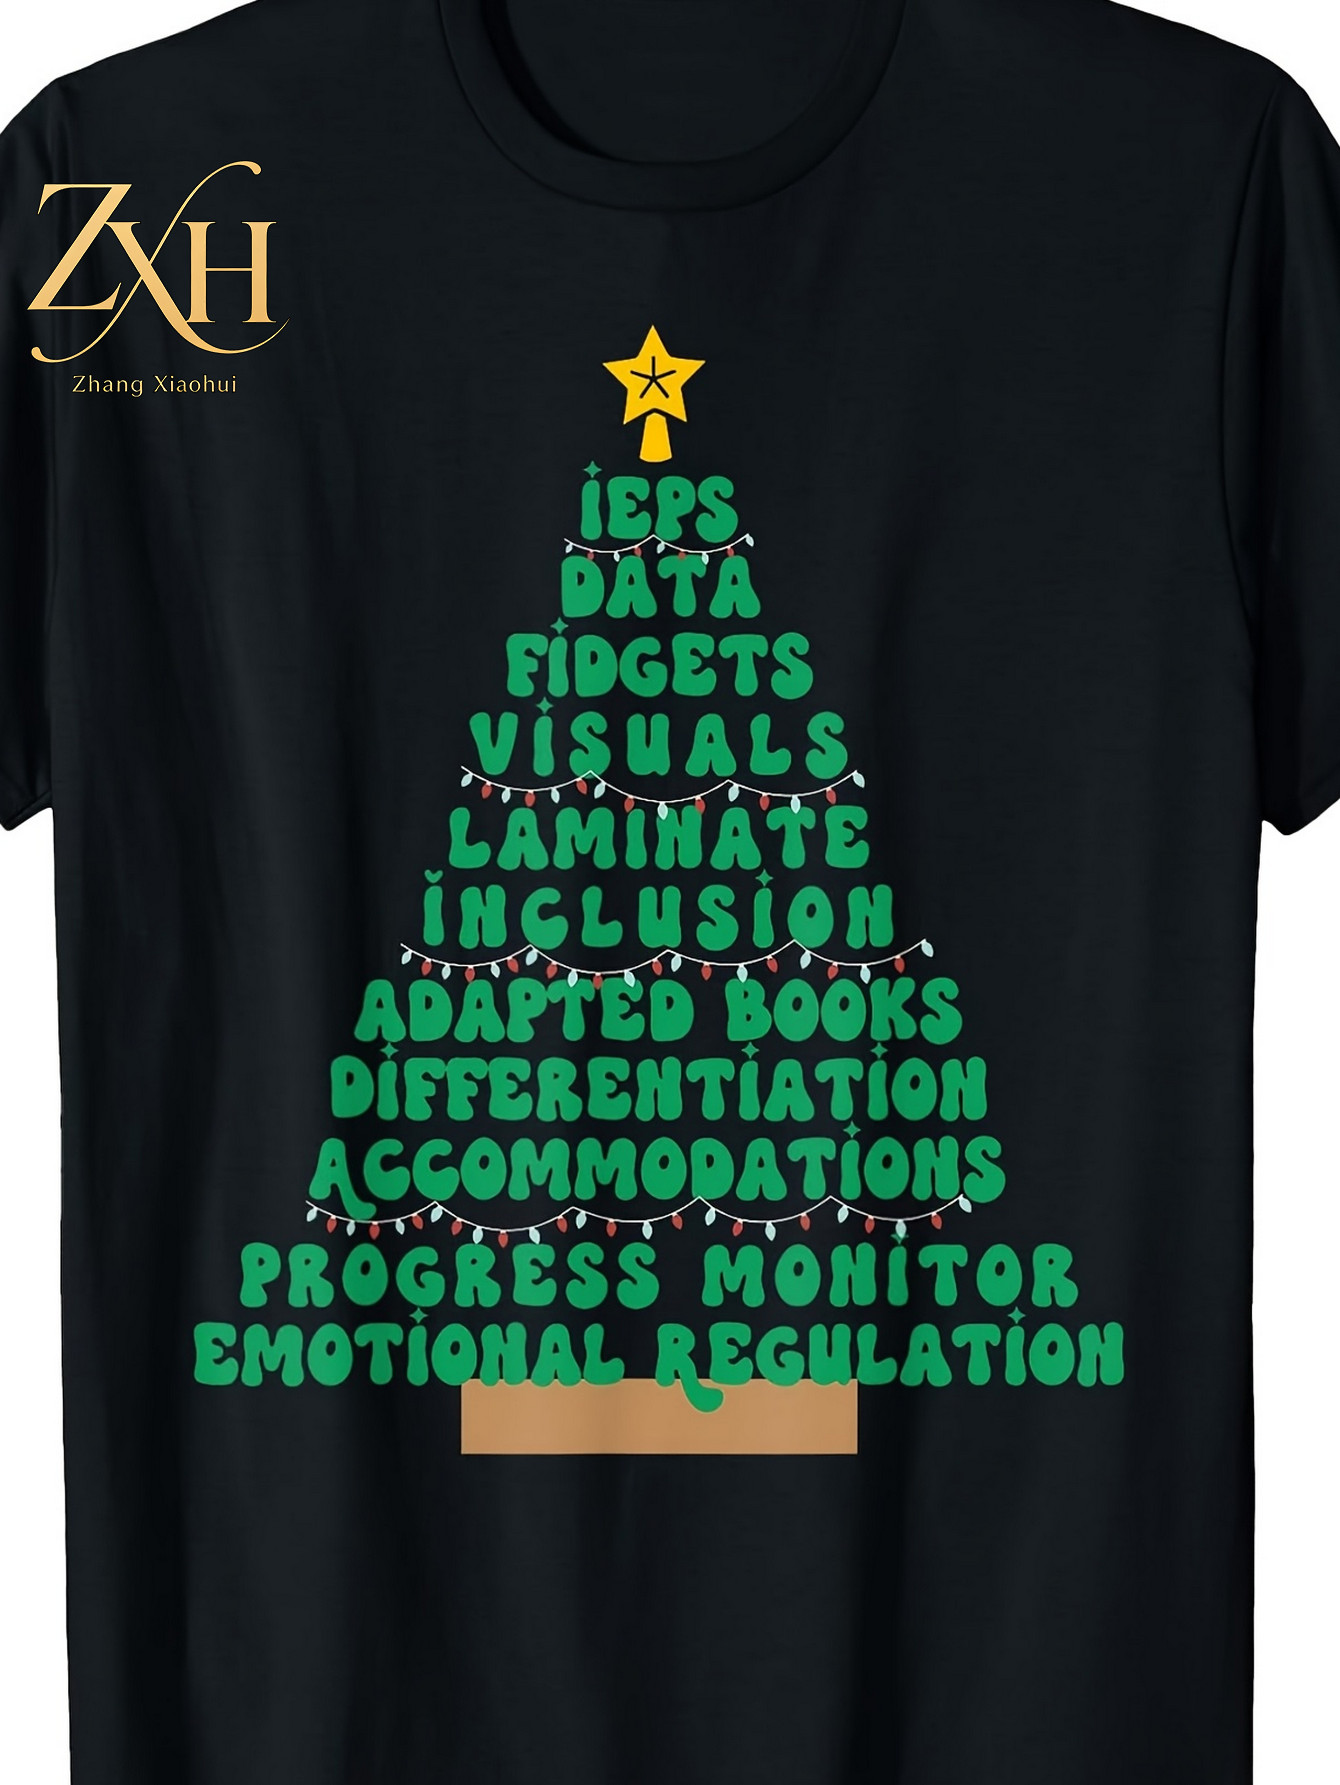 ZXH
Zhang Xiaohui
IEPS
DATA
FIDGETS
VISUALS
LAMINATE
INCLUSION
ADAPTED BOOKS
DIFFERENTIATION
ACCOMMODATIONS
PROGRESS MONITOR
EMOTIONAL REGULATION